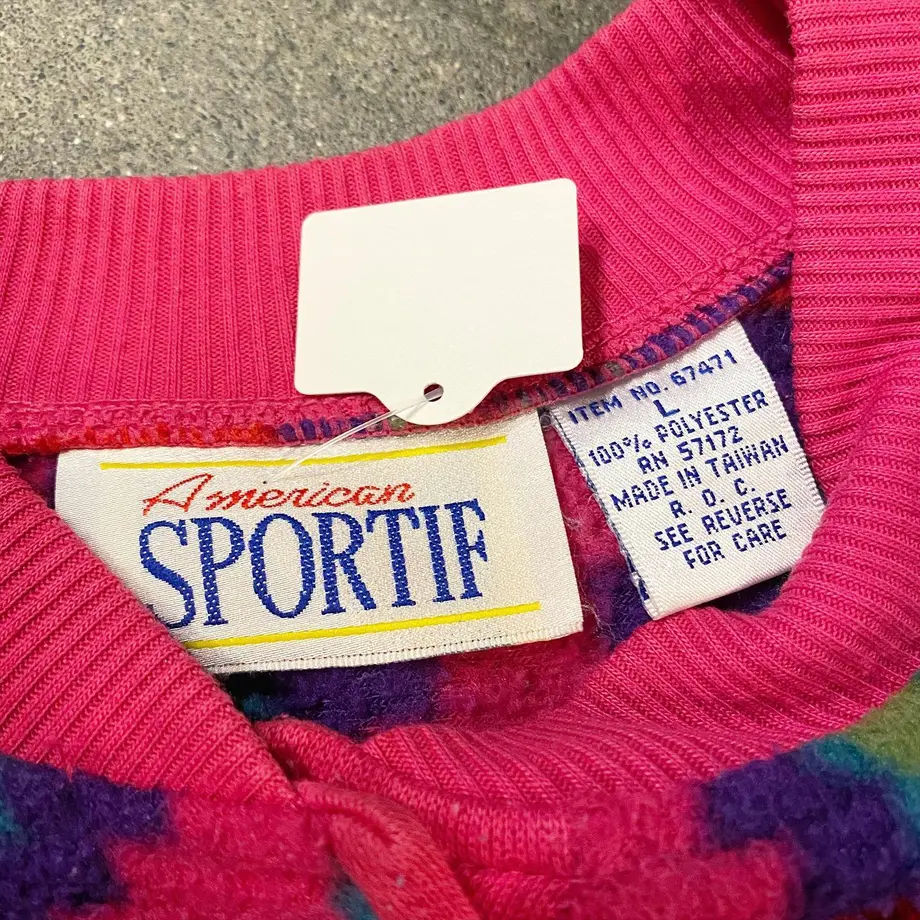 American
SPORTIF
ITEM NO. 67471
L
100% POLYESTER
RN 57172
MADE IN TAIWAN
R. O. C.
SEE REVERSE
FOR CARE